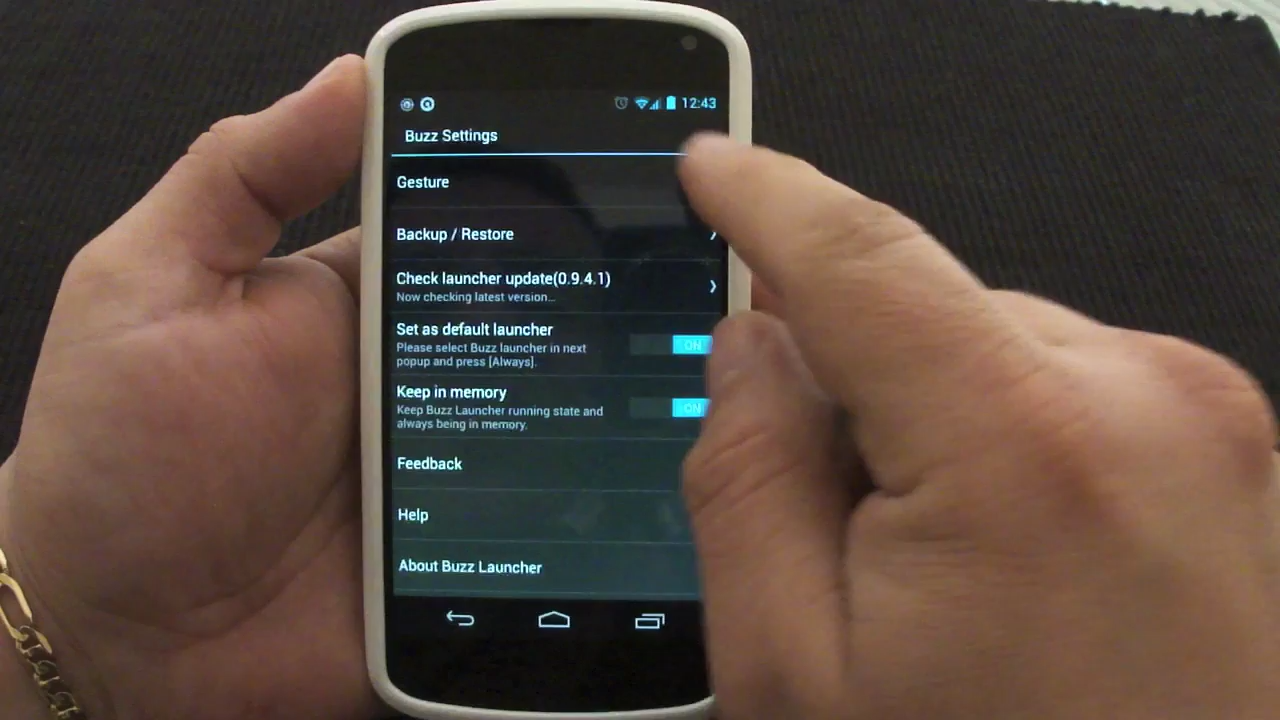 12:43
Buzz Settings
Gesture
Backup / Restore
Check launcher update(0.9.4.1)
Now checking latest version...
Set as default launcher
Please select Buzz launcher in next
popup and press [Always].
ON
Keep in memory
Keep Buzz Launcher running state and
always being in memory.
ON
Feedback
Help
About Buzz Launcher